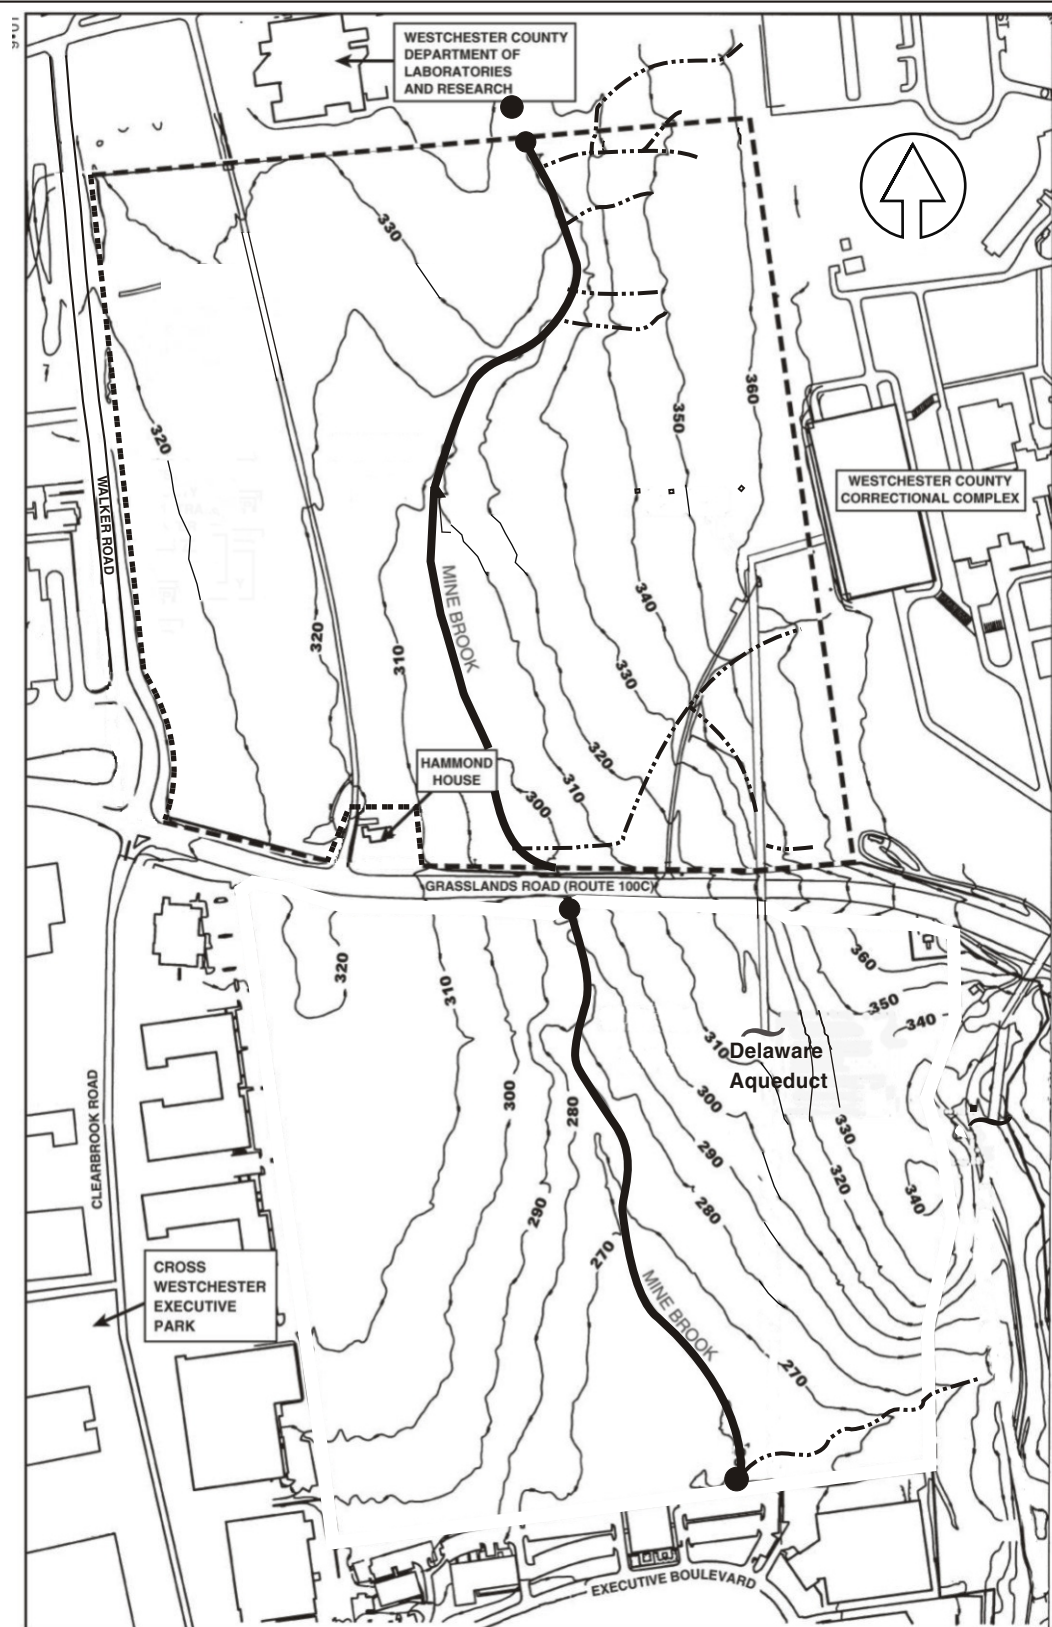 WESTCHESTER COUNTY
DEPARTMENT OF
LABORATORIES
AND RESEARCH
330
360
350
320
WESTCHESTER COUNTY
CORRECTIONAL COMPLEX
WALKER ROAD
MINE BROOK
340
320
310
330
320
310
300
HAMMOND
HOUSE
GRASSLANDS ROAD (ROUTE 100C)
320
310
360
350
340
310
Delaware
Aqueduct
300
280
300
330
290
320
340
CLEARBROOK ROAD
290
280
270
CROSS
WESTCHESTER
EXECUTIVE
PARK
MINE BROOK
270
EXECUTIVE BOULEVARD